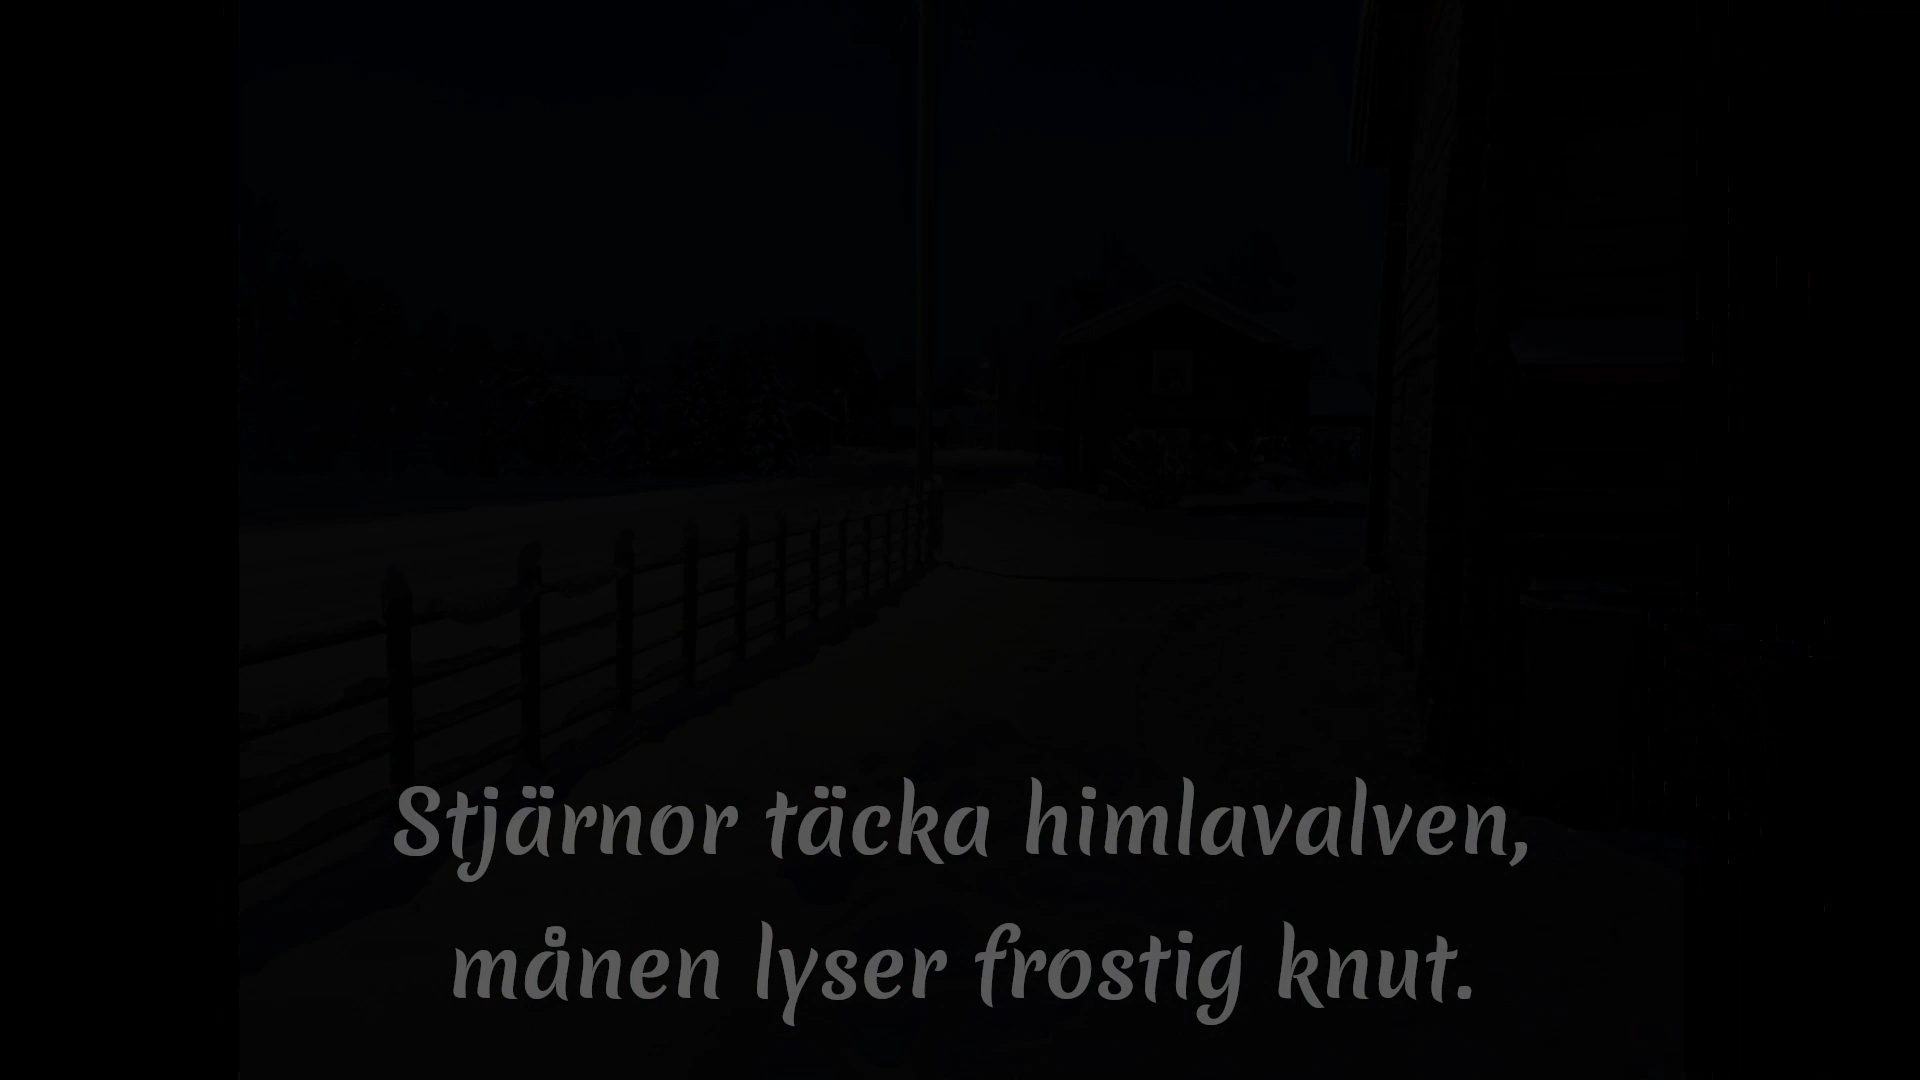 Stjärnor täcka himlavalven,
månen lyser frostig knut.